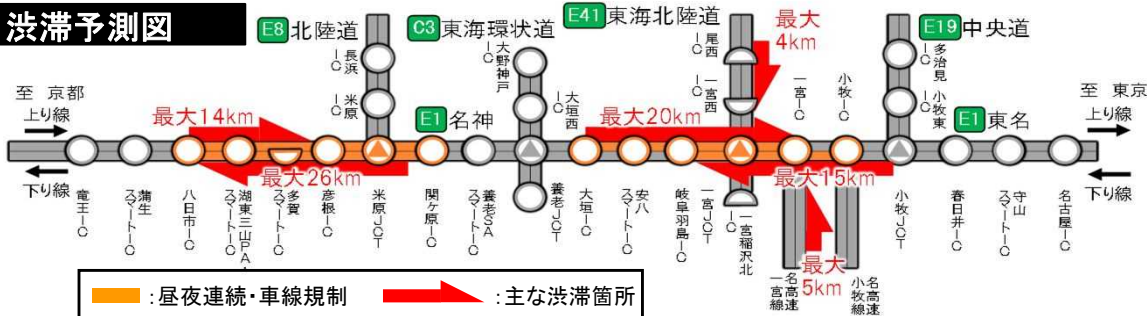 渋滞予測図
E8 北陸道
C3 東海環状道
E41 東海北陸道
E19 中央道
最大
4km
長浜IC
米原IC
大野神戸IC
大垣西IC
尾西IC
一宮西IC
一宮IC
小牧IC
多治見IC
小牧東IC
至 京都
上り線
下り線
最大14km
最大26km
E1 名神
最大20km
最大15km
E1 東名
至 東京
上り線
下り線
竜王IC
蒲生スマートIC
八日市IC
湖東三山PA・スマートIC
多賀スマートIC
彦根IC
米原JCT
関ヶ原IC
養老SAスマートIC
養老JCT
大垣IC
安八スマートIC
岐阜羽島IC
一宮JCT
一宮稲沢北IC
小牧JCT
春日井IC
守山スマートIC
名古屋IC
名高速一宮線
最大
5km
名高速小牧線
:昼夜連続・車線規制
:主な渋滞箇所